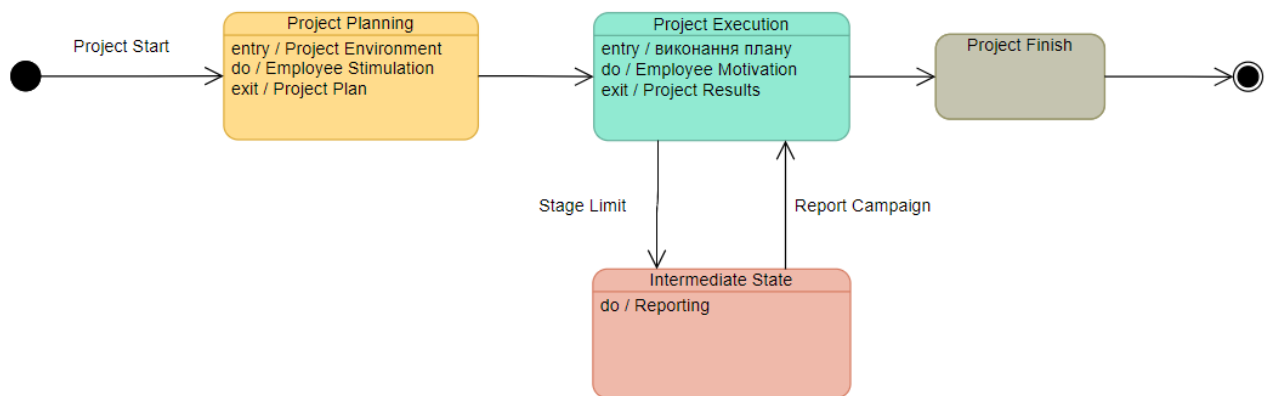 Project Start
Project Planning
entry / Project Environment
do / Employee Stimulation
exit / Project Plan
Project Execution
entry / виконання плану
do / Employee Motivation
exit / Project Results
Project Finish
Stage Limit
Report Campaign
Intermediate State
do / Reporting